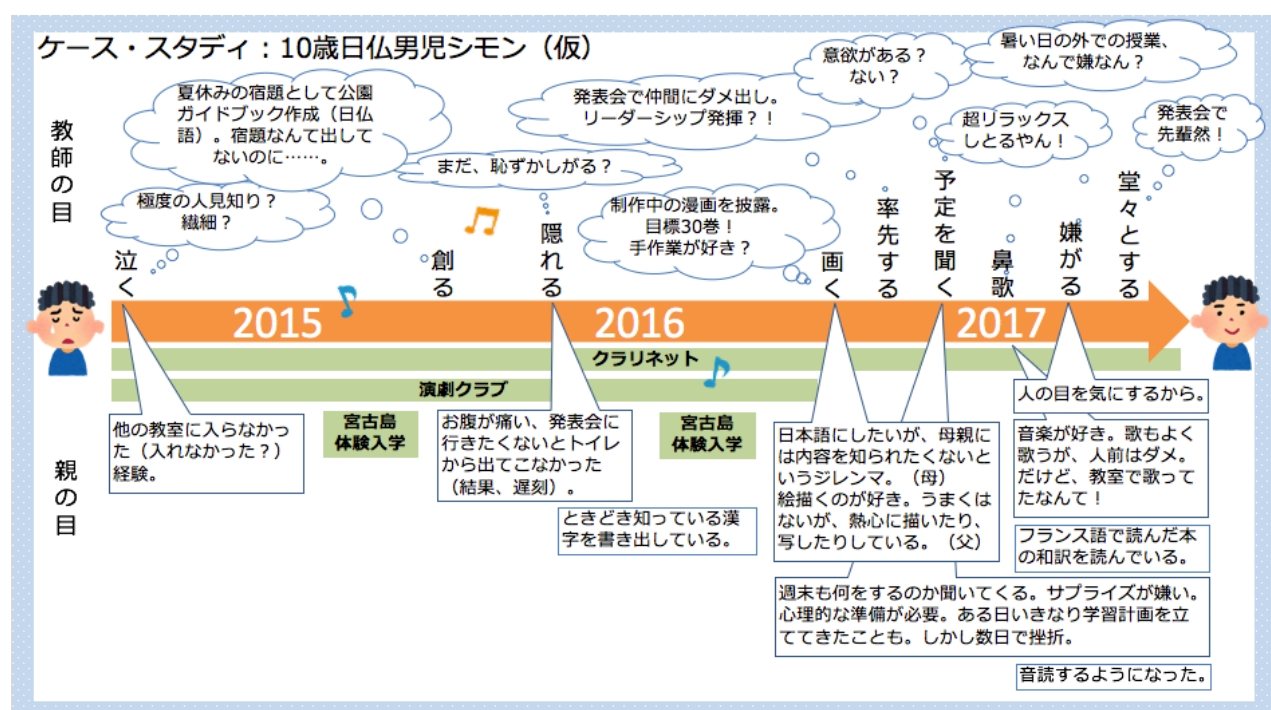 ケース・スタディ：10歳日仏男児シモン（仮）
教師の目
夏休みの宿題として公園
ガイドブック作成（日仏
語）。宿題なんて出して
ないのに……。
極度の人見知り？
繊細？
まだ、恥ずかしがる？
発表会で仲間にダメ出し。
リーダーシップ発揮？！
制作中の漫画を披露。
目標30巻！
手作業が好き？
意欲がある？
ない？
暑い日の外での授業、
なんで嫌なん？
超リラックス
しとるやん！
発表会で
先輩然！
泣く
創る
隠れる
画く
率先する
予定を聞く
鼻歌
嫌がる
堂々とする
2015
2016
2017
クラリネット
演劇クラブ
宮古島
体験入学
宮古島
体験入学
親の目
他の教室に入らなかっ
た（入れなかった？）
経験。
お腹が痛い、発表会に
行きたくないとトイレ
から出てこなかった
（結果、遅刻）。
ときどき知っている漢
字を書き出している。
日本語にしたいが、母親に
は内容を知られたくないと
いうジレンマ。（母）
絵描くのが好き。うまくは
ないが、熱心に描いたり、
写したりしている。（父）
人の目を気にするから。
音楽が好き。歌もよく
歌うが、人前はダメ。
だけど、教室で歌って
たなんて！
フランス語で読んだ本
の和訳を読んでいる。
週末も何をするのか聞いてくる。サプライズが嫌い。
心理的な準備が必要。ある日いきなり学習計画を立
ててきたことも。しかし数日で挫折。
音読するようになった。